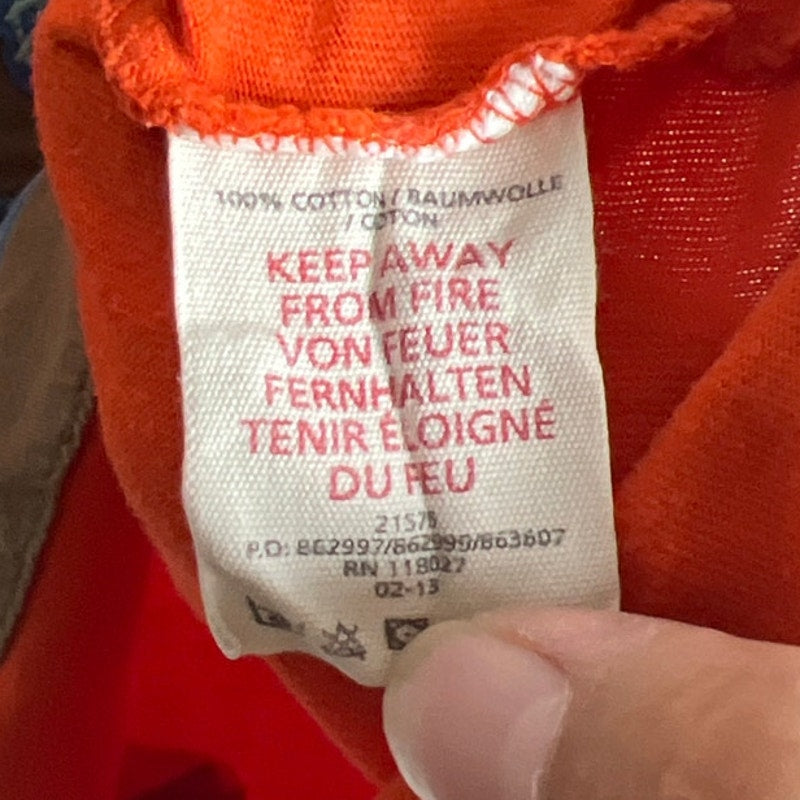 100% COTTON / BAUMWOLLE
/ COTON
KEEP AWAY
FROM FIRE
VON FEUER
FERNHALTEN
TENIR ÉLOIGNÉ
DU FEU
21575
P.O: 862997/862999/863607
RN 118027
02-13